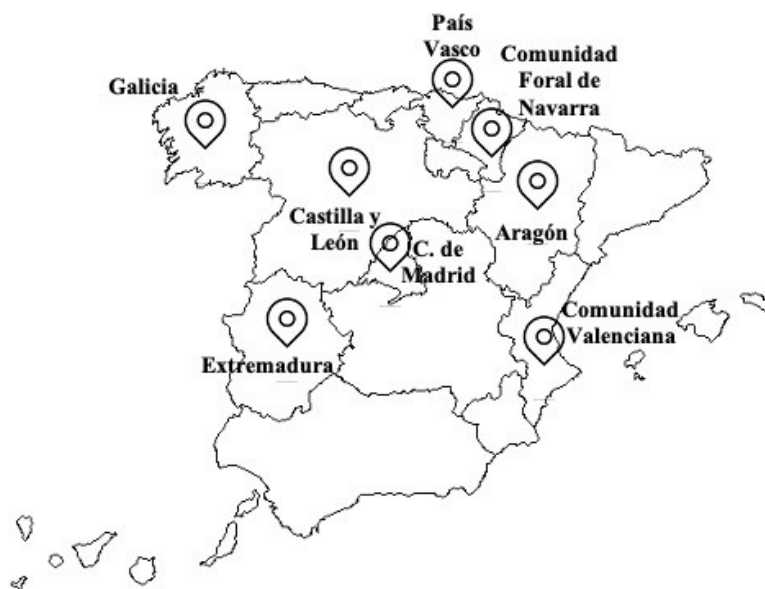 País
Vasco
Comunidad
Foral de
Navarra
Galicia
Castilla y
León
C. de
Madrid
Aragón
Comunidad
Valenciana
Extremadura